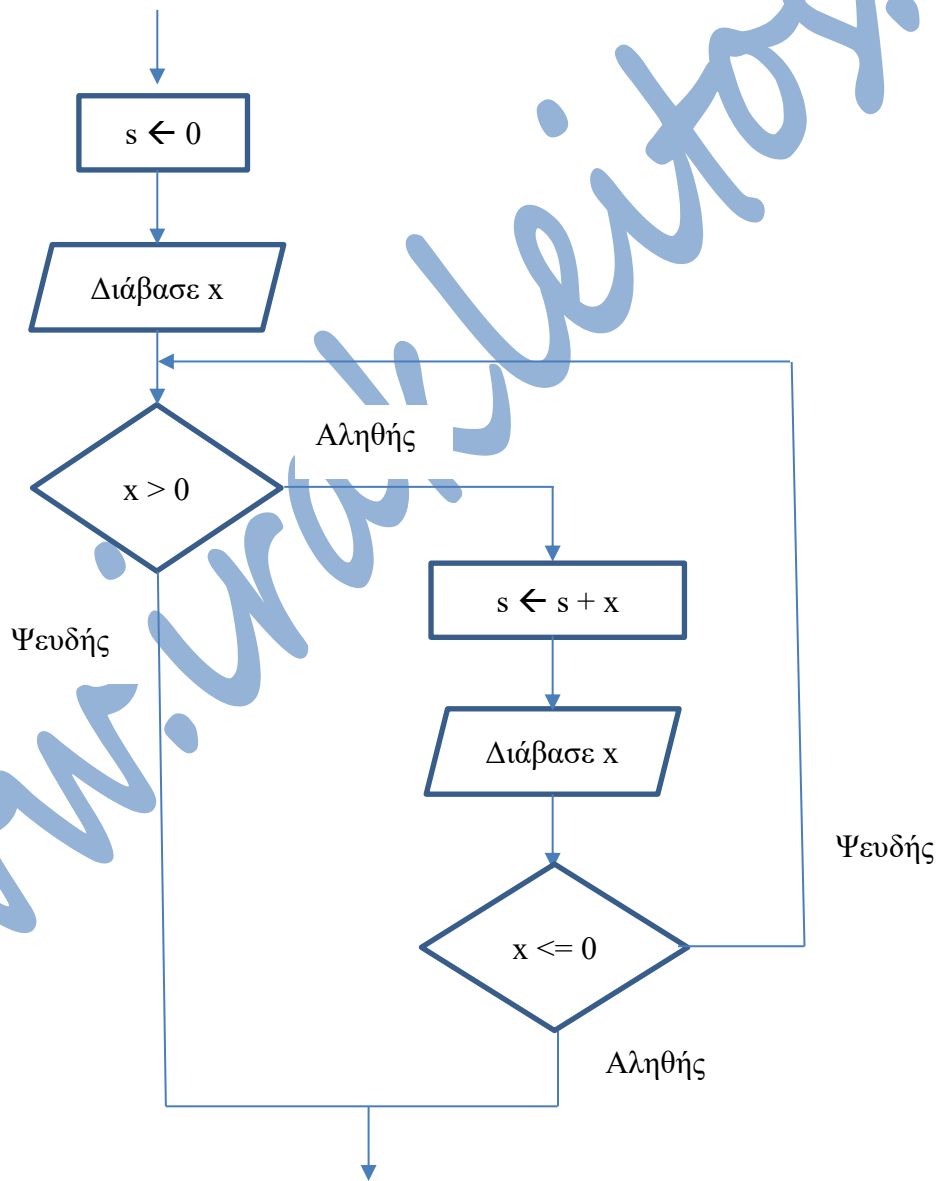 s ← 0
Διάβασε x
Αληθής
x > 0
s ← s + x
Ψευδής
Διάβασε x
Ψευδής
x <= 0
Αληθής